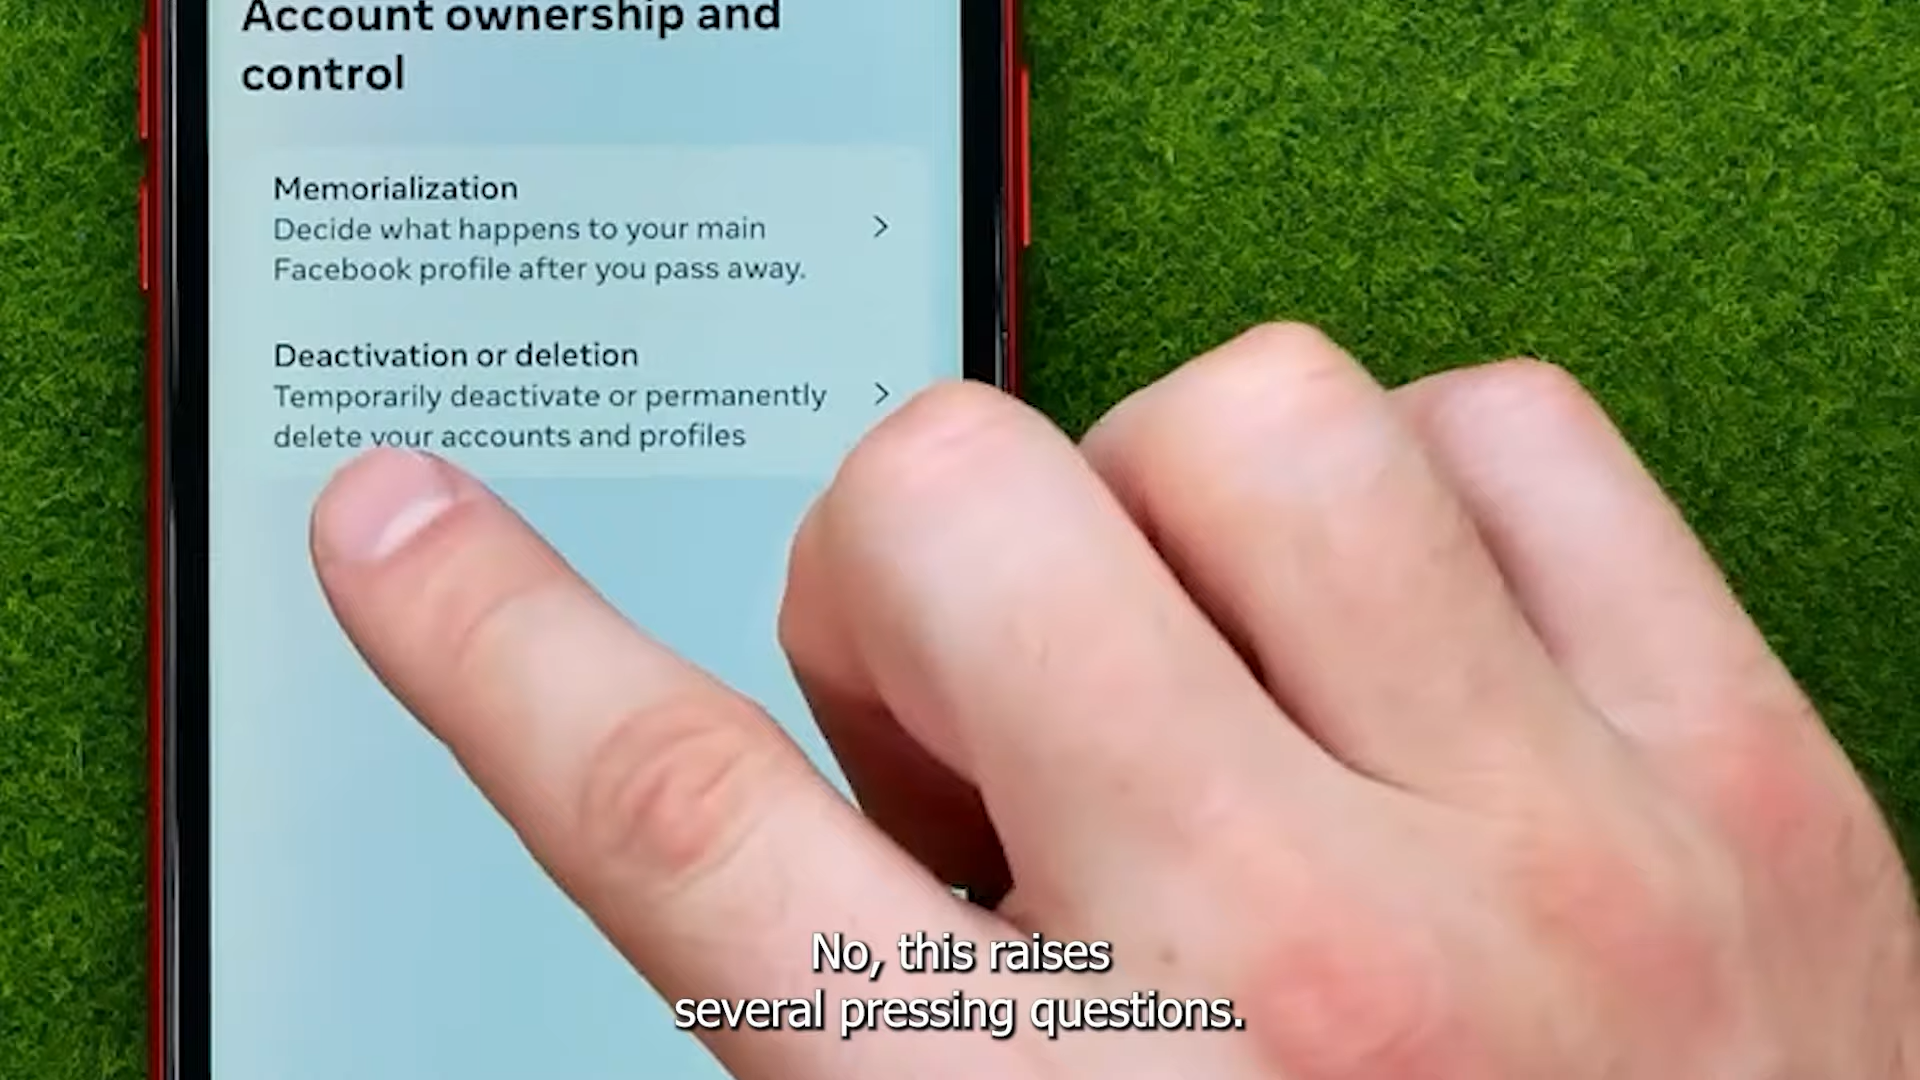 Account ownership and
control
Memorialization
Decide what happens to your main
Facebook profile after you pass away.
Deactivation or deletion
Temporarily deactivate or permanently
delete your accounts and profiles
No, this raises
several pressing questions.